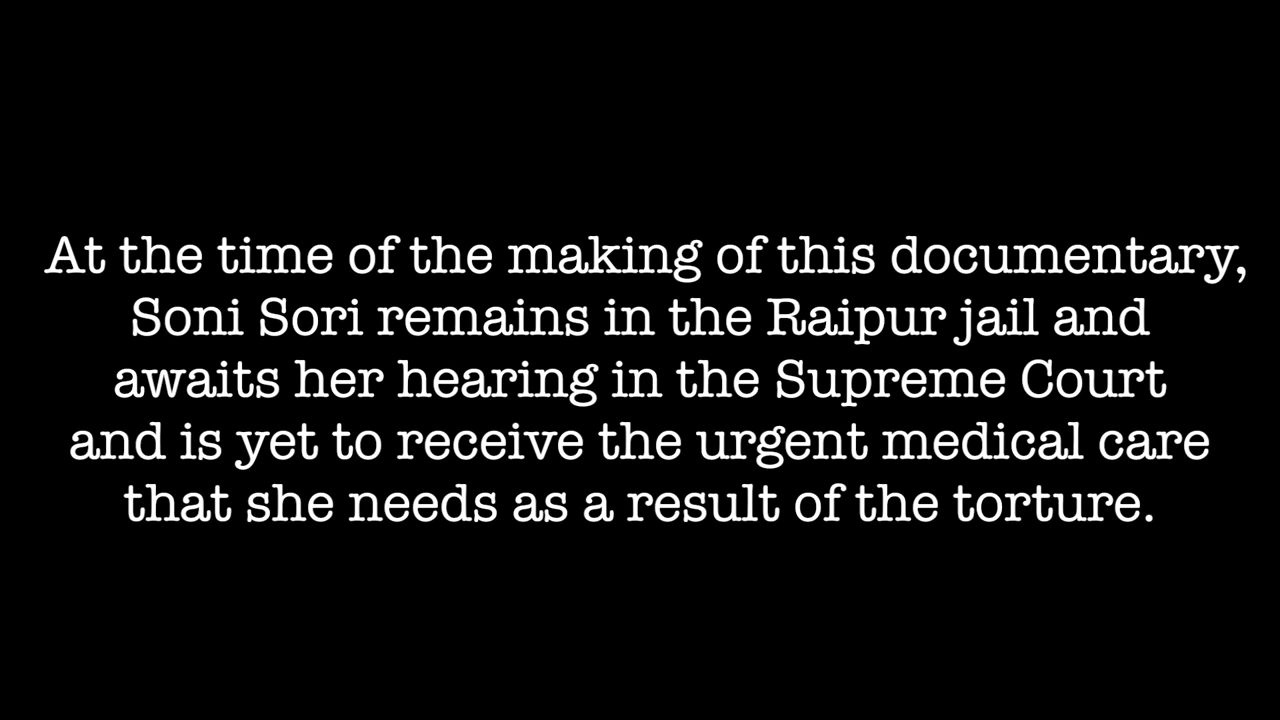 At the time of the making of this documentary,
Soni Sori remains in the Raipur jail and
awaits her hearing in the Supreme Court
and is yet to receive the urgent medical care
that she needs as a result of the torture.